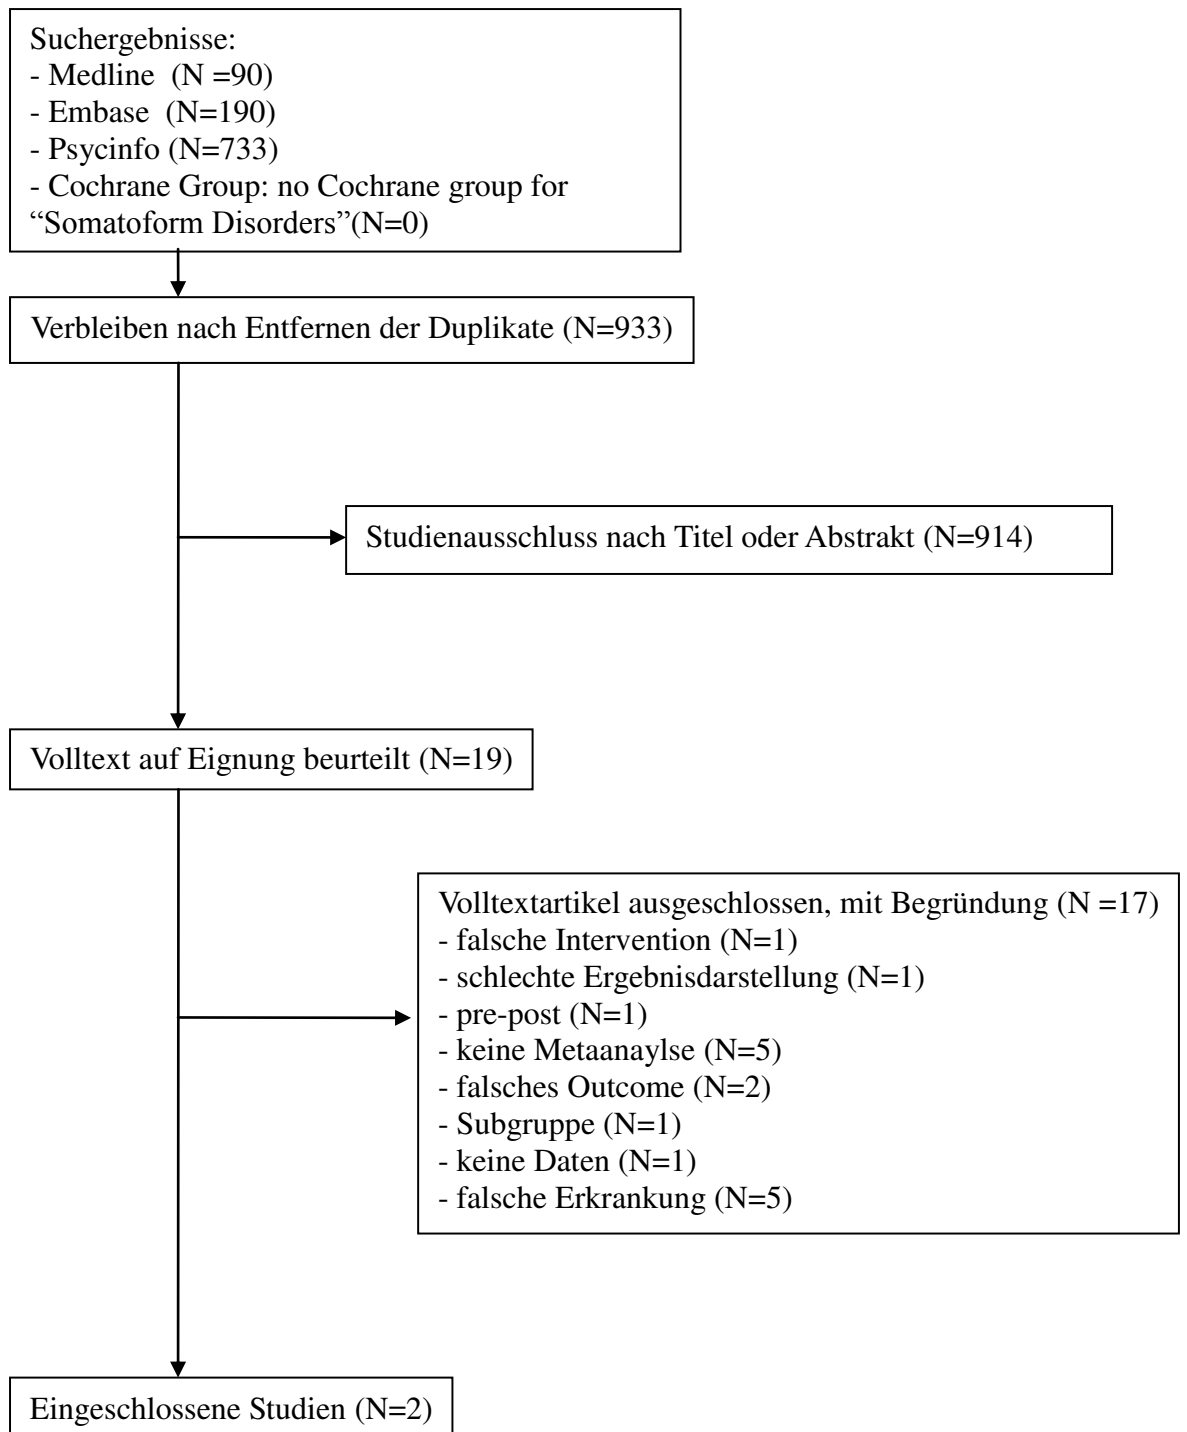 Suchergebnisse:
- Medline  (N =90)
- Embase  (N=190)
- Psycinfo (N=733)
- Cochrane Group: no Cochrane group for
“Somatoform Disorders”(N=0)
Verbleiben nach Entfernen der Duplikate (N=933)
Studienausschluss nach Titel oder Abstrakt (N=914)
Volltext auf Eignung beurteilt (N=19)
Volltextartikel ausgeschlossen, mit Begründung (N =17)
- falsche Intervention (N=1)
- schlechte Ergebnisdarstellung (N=1)
- pre-post (N=1)
- keine Metaanaylse (N=5)
- falsches Outcome (N=2)
- Subgruppe (N=1)
- keine Daten (N=1)
- falsche Erkrankung (N=5)
Eingeschlossene Studien (N=2)